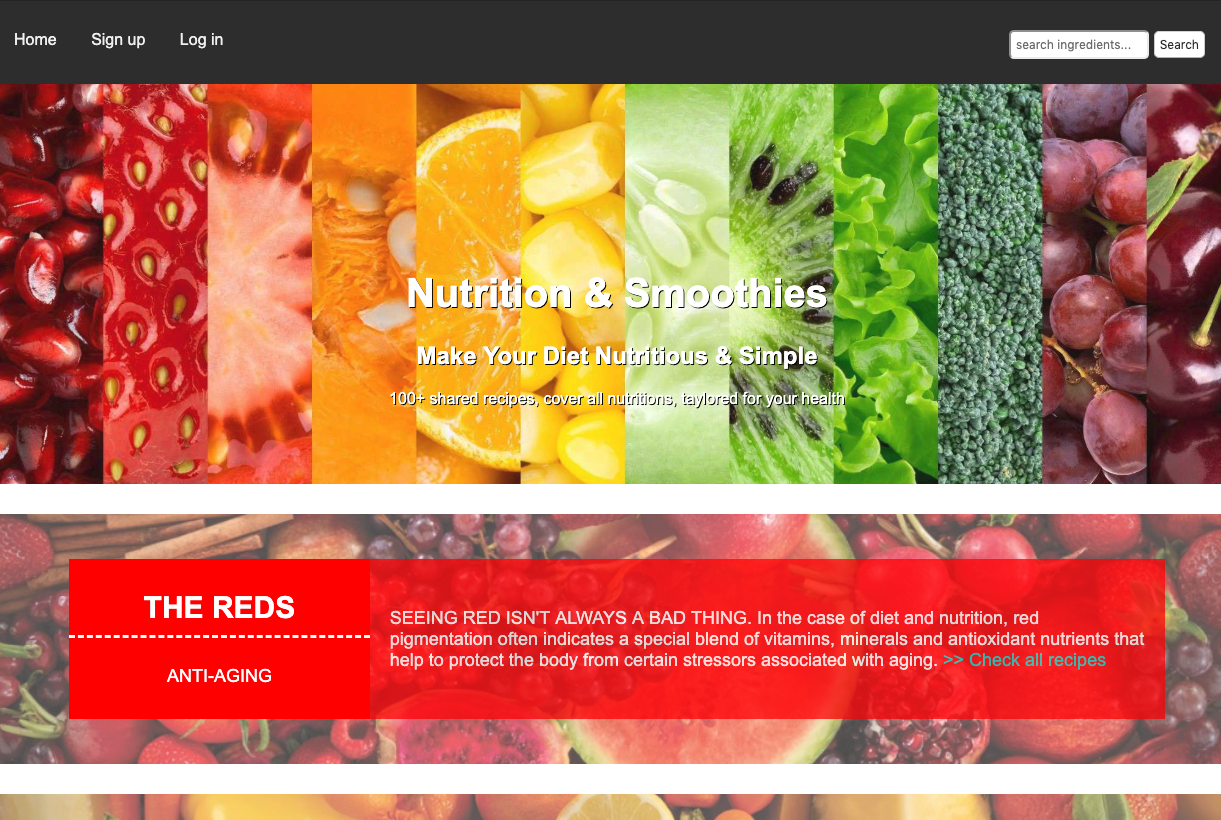 Home Sign up Log in search ingredients... Search
Nutrition & Smoothies
Make Your Diet Nutritious & Simple
100+ shared recipes, cover all nutritions, taylored for your health
THE REDS
ANTI-AGING
SEEING RED ISN'T ALWAYS A BAD THING. In the case of diet and nutrition, red
pigmentation often indicates a special blend of vitamins, minerals and antioxidant nutrients that
help to protect the body from certain stressors associated with aging. >> Check all recipes